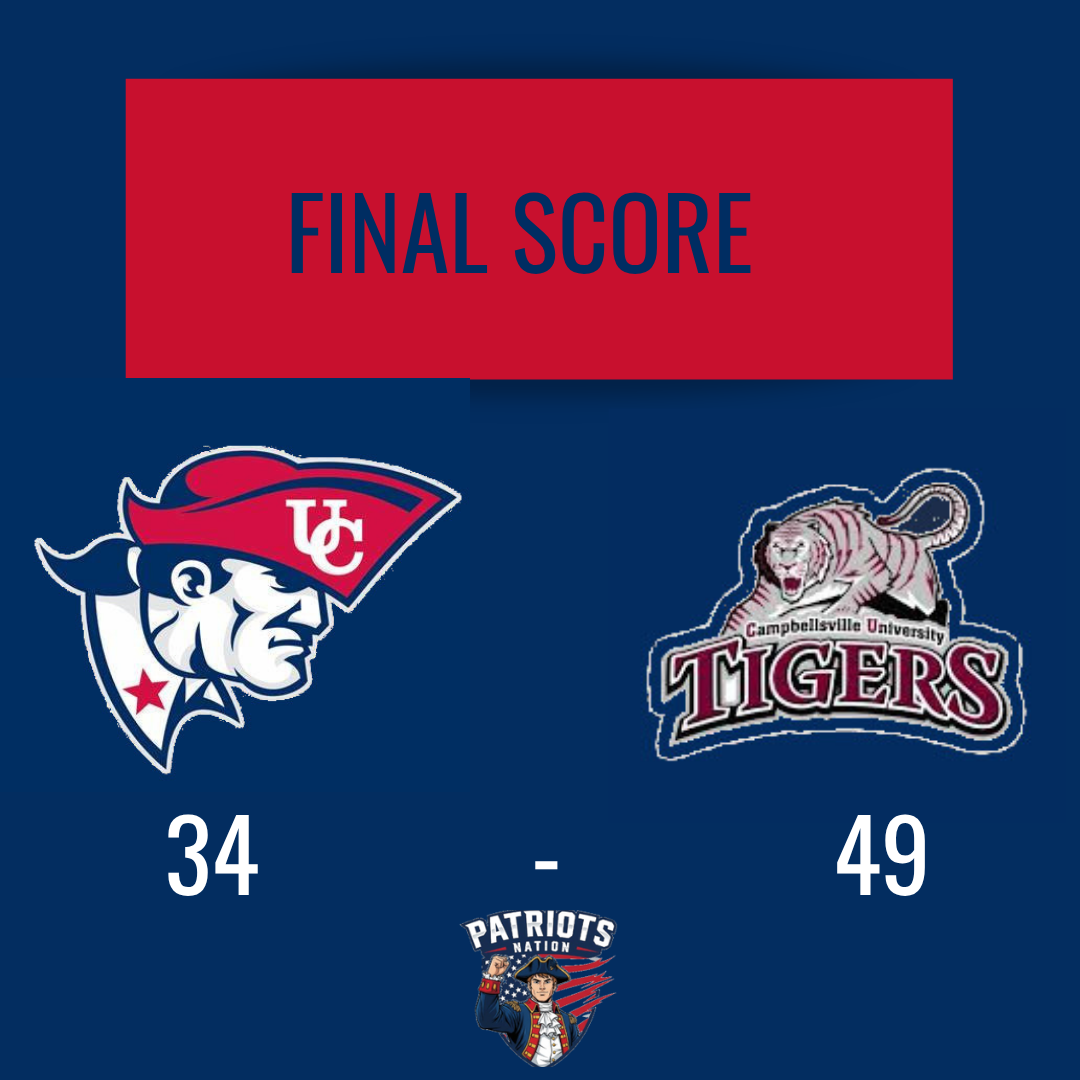 FINAL SCORE
UC
Campbellsville University
TIGERS
34 - 49
PATRIOTS
NATION